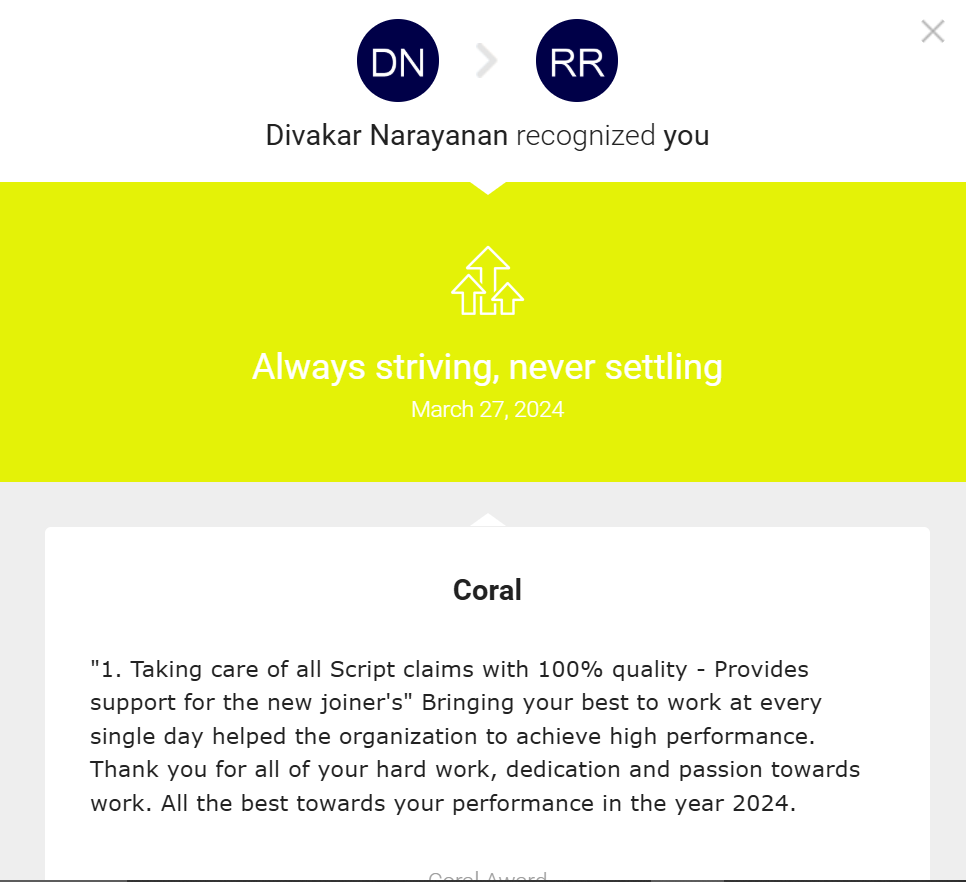 DN
RR
Divakar Narayanan recognized you
Always striving, never settling
March 27, 2024
Coral
"1. Taking care of all Script claims with 100% quality - Provides
support for the new joiner's" Bringing your best to work at every
single day helped the organization to achieve high performance.
Thank you for all of your hard work, dedication and passion towards
work. All the best towards your performance in the year 2024.
Coral Award